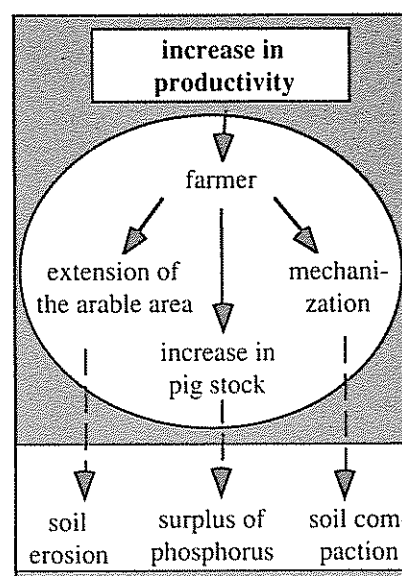 increase in
productivity
farmer
extension of
the arable area
mechani-
zation
increase in
pig stock
soil
erosion
surplus of
phosphorus
soil com-
paction